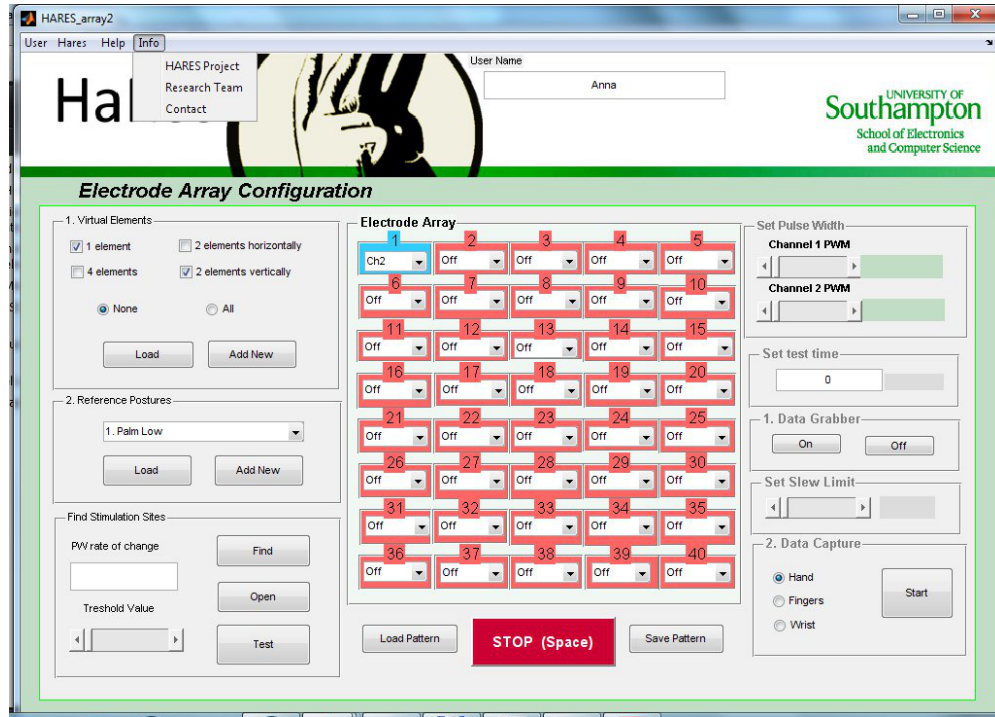 HARES_array2
User Hares Help Info
HARES Project
Research Team
Contact
Ha
User Name
Anna
UNIVERSITY OF
Southampton
School of Electronics
and Computer Science
Electrode Array Configuration
1. Virtual Elements
1 element
2 elements horizontally
4 elements
2 elements vertically
None
All
Load
Add New
2. Reference Postures
1. Palm Low
Load
Add New
Find Stimulation Sites
PW rate of change
Find
Open
Treshold Value
Test
Electrode Array
1 2 3 4 5
Ch2 Off Off Off Off
6 7 8 9 10
Off Off Off Off Off
11 12 13 14 15
Off Off Off Off Off
16 17 18 19 20
Off Off Off Off Off
21 22 23 24 25
Off Off Off Off Off
26 27 28 29 30
Off Off Off Off Off
31 32 33 34 35
Off Off Off Off Off
36 37 38 39 40
Off Off Off Off Off
Load Pattern
STOP (Space)
Save Pattern
Set Pulse Width
Channel 1 PWM
Channel 2 PWM
Set test time
0
1. Data Grabber
On
Off
Set Slew Limit
2. Data Capture
Hand
Fingers
Wrist
Start